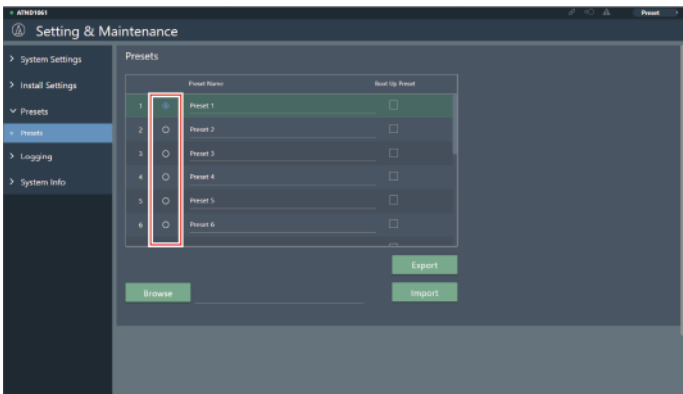 ATND1061
Preset
Setting & Maintenance
System Settings
Install Settings
Presets
Presets
Logging
System Info
Presets
Preset Name
Boot Up Preset
1 Preset 1
2 Preset 2
3 Preset 3
4 Preset 4
5 Preset 5
6 Preset 6
Export
Browse
Import